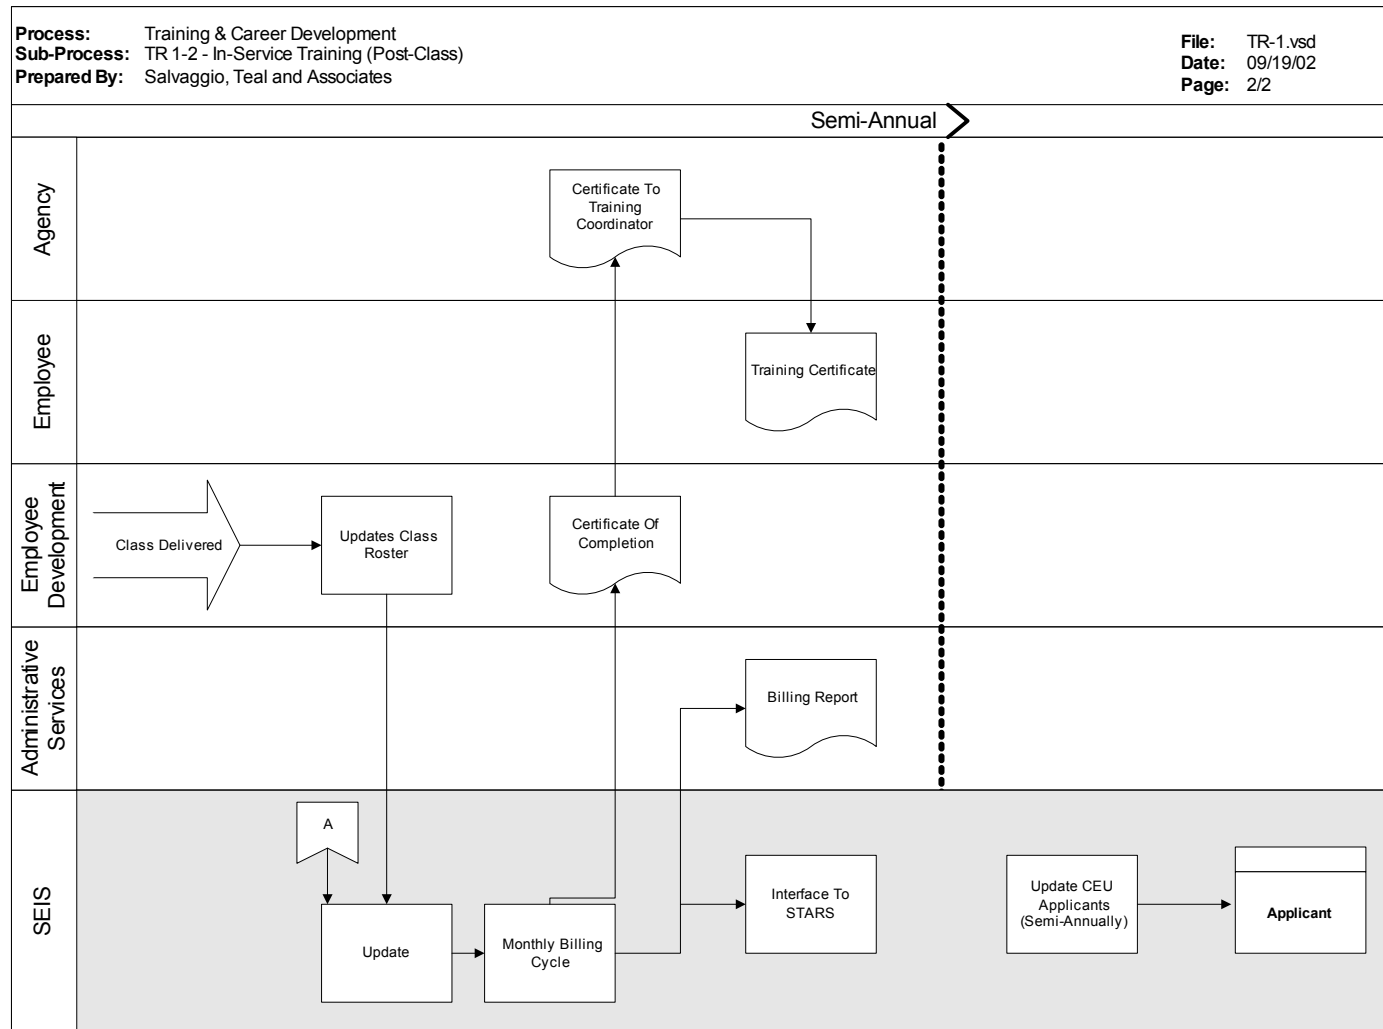 Process: Training & Career Development
Sub-Process: TR 1-2 - In-Service Training (Post-Class)
Prepared By: Salvaggio, Teal and Associates
File: TR-1.vsd
Date: 09/19/02
Page: 2/2
Semi-Annual
Agency
Certificate To
Training
Coordinator
Employee
Training Certificate
Employee
Development
Class Delivered
Updates Class
Roster
Certificate Of
Completion
Administrative
Services
Billing Report
SEIS
A
Update
Monthly Billing
Cycle
Interface To
STARS
Update CEU
Applicants
(Semi-Annually)
Applicant